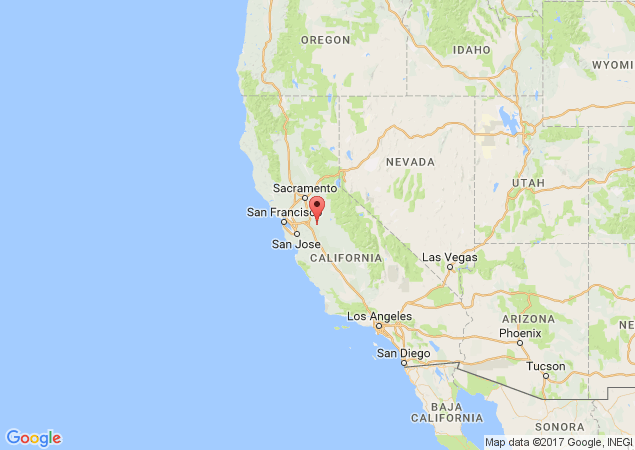 OREGON
IDAHO
WYOMI
NEVADA
UTAH
Sacramento
San Francisc
San Jose
CALIFORNIA
Las Vegas
Los Angeles
ARIZONA
Phoenix
San Diego
Tucson
BAJA
CALIFORNIA
SONORA
Google
Map data ©2017 Google, INEGI